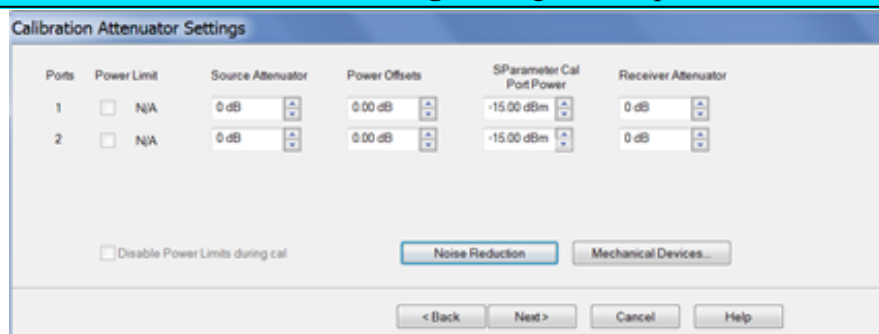 Calibration Attenuator Settings
Ports Power Limit Source Attenuator Power Offsets SParameter Cal Port Power Receiver Attenuator
1 N/A 0 dB 0.00 dB -15.00 dBm 0 dB
2 N/A 0 dB 0.00 dB -15.00 dBm 0 dB
Disable Power Limits during cal Noise Reduction Mechanical Devices...
< Back Next > Cancel Help